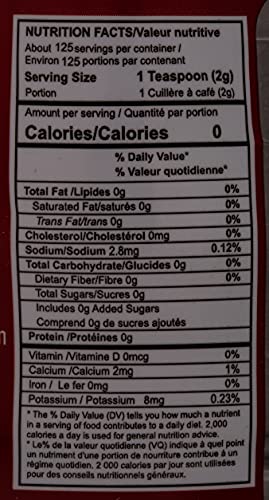 NUTRITION FACTS/Valeur nutritive
About 125 servings per container /
Environ 125 portions par contenant
Serving Size 1 Teaspoon (2g)
Portion 1 Cuillère à café (2g)
Amount per serving / Quantité par portion
Calories/Calories 0
% Daily Value*
% Valeur quotidienne*
Total Fat /Lipides 0g 0%
Saturated Fat/saturés 0g 0%
Trans Fat/trans 0g 0%
Cholesterol/Cholestérol 0mg 0%
Sodium/Sodium 2.8mg 0.12%
Total Carbohydrate/Glucides 0g 0%
Dietary Fiber/Fibre 0g 0%
Total Sugars/Sucres 0g
Includes 0g Added Sugars
Comprend 0g de sucres ajoutés
Protein /Protéines 0g
Vitamin /Vitamine D 0mcg 0%
Calcium /Calcium 2mg 1%
Iron / Le fer 0mg 0%
Potassium / Potassium 8mg 0.23%
* The % Daily Value (DV) tells you how much a nutrient
in a serving of food contributes to a daily diet. 2,000
calories a day is used for general nutrition advice.
* Le% de la valeur quotidienne (VQ) indique à quel point
un nutriment d'une portion de nourriture contribue à un
régime quotidien. 2 000 calories par jour sont utilisées
pour des conseils nutritionnels généraux.